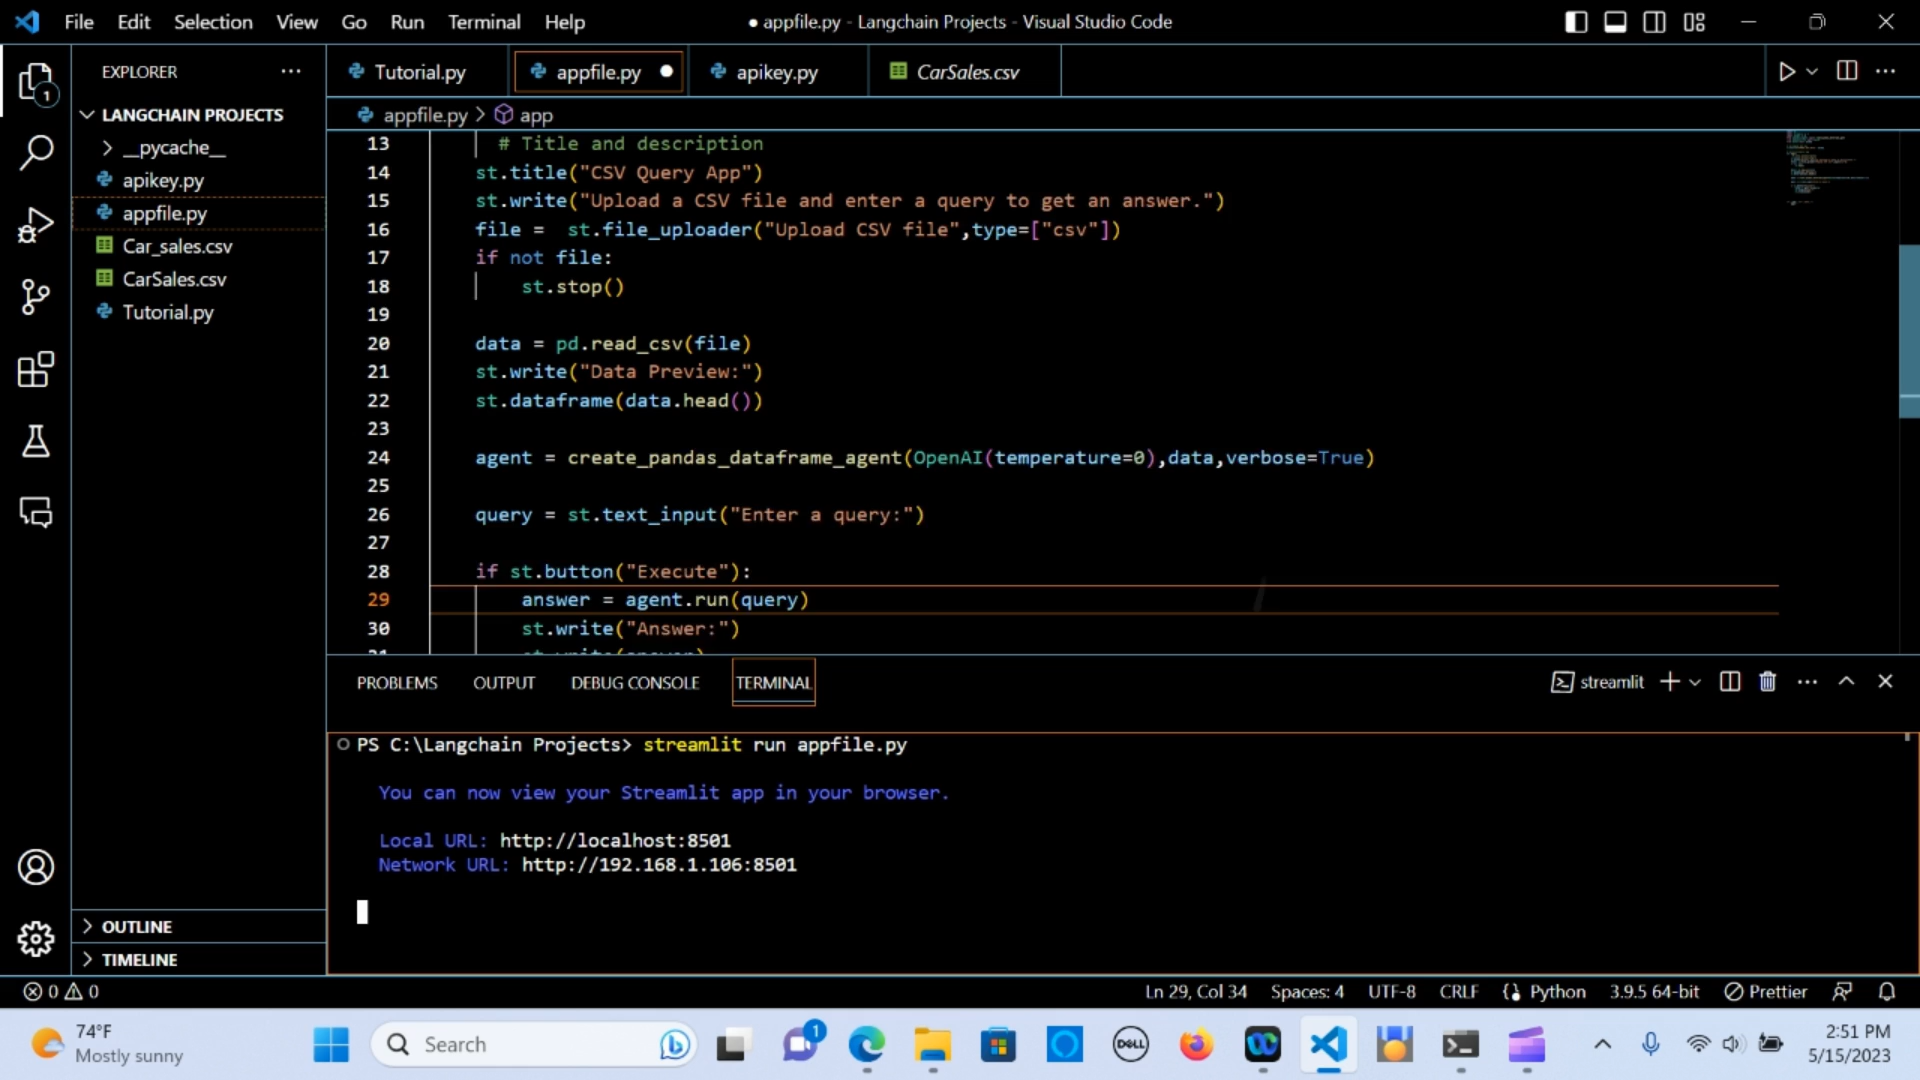 File Edit Selection View Go Run Terminal Help
● appfile.py - Langchain Projects - Visual Studio Code
EXPLORER
1
LANGCHAIN PROJECTS
__pycache__
apikey.py
appfile.py
Car_sales.csv
CarSales.csv
Tutorial.py
OUTLINE
TIMELINE
Tutorial.py appfile.py apikey.py CarSales.csv
appfile.py > app
13 # Title and description
14 st.title("CSV Query App")
15 st.write("Upload a CSV file and enter a query to get an answer.")
16 file =  st.file_uploader("Upload CSV file",type=["csv"])
17 if not file:
18 st.stop()
19
20 data = pd.read_csv(file)
21 st.write("Data Preview:")
22 st.dataframe(data.head())
23
24 agent = create_pandas_dataframe_agent(OpenAI(temperature=0),data,verbose=True)
25
26 query = st.text_input("Enter a query:")
27
28 if st.button("Execute"):
29 answer = agent.run(query)
30 st.write("Answer:")
PROBLEMS OUTPUT DEBUG CONSOLE TERMINAL
streamlit
PS C:\Langchain Projects> streamlit run appfile.py
You can now view your Streamlit app in your browser.
Local URL: http://localhost:8501
Network URL: http://192.168.1.106:8501
0 0
Ln 29, Col 34 Spaces: 4 UTF-8 CRLF Python 3.9.5 64-bit Prettier
74°F
Mostly sunny
Search
1
DELL
2:51 PM
5/15/2023